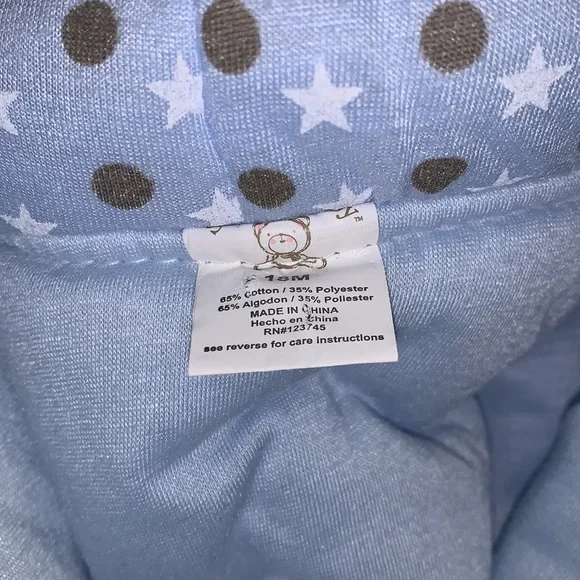 18M
65% Cotton / 35% Polyester
65% Algodon / 35% Poliester
MADE IN CHINA
Hecho en China
RN#123745
see reverse for care instructions